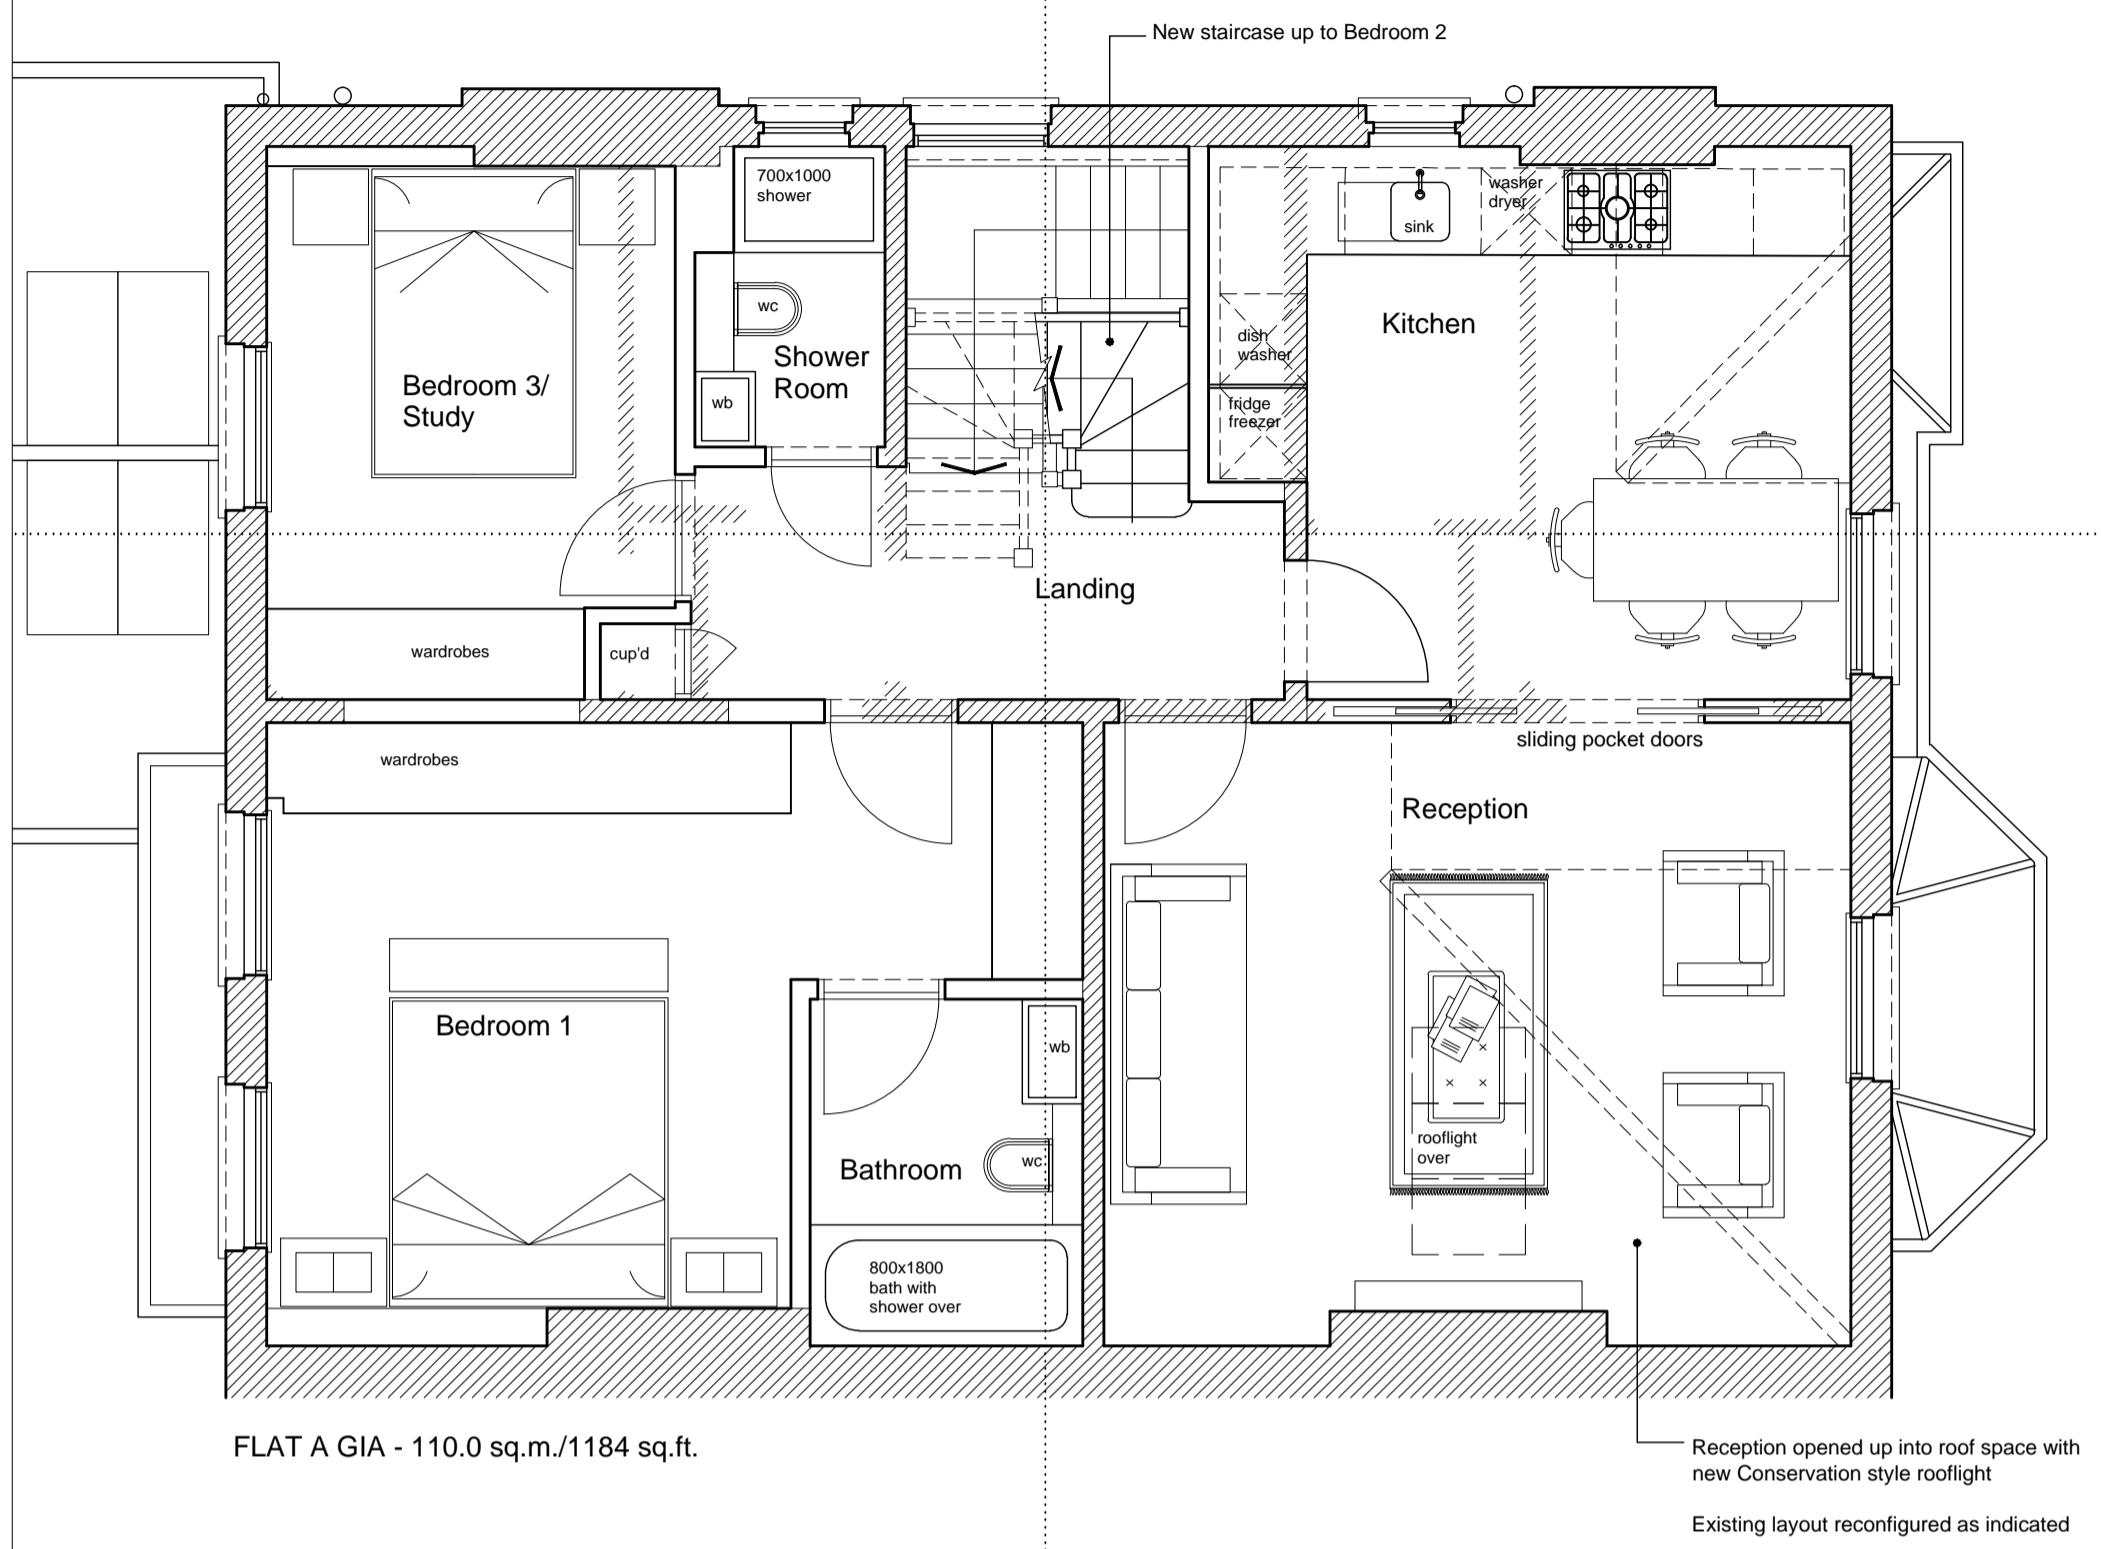 New staircase up to Bedroom 2
700x1000
shower
washer
dryer
sink
wc
Kitchen
dish
washer
Shower
Room
Bedroom 3/
Study
wb
fridge
freezer
Landing
wardrobes
cup'd
sliding pocket doors
wardrobes
Reception
Bedroom 1
wb
rooflight
over
wc
Bathroom
800x1800
bath with
shower over
FLAT A GIA - 110.0 sq.m./1184 sq.ft.
Reception opened up into roof space with
new Conservation style rooflight
Existing layout reconfigured as indicated